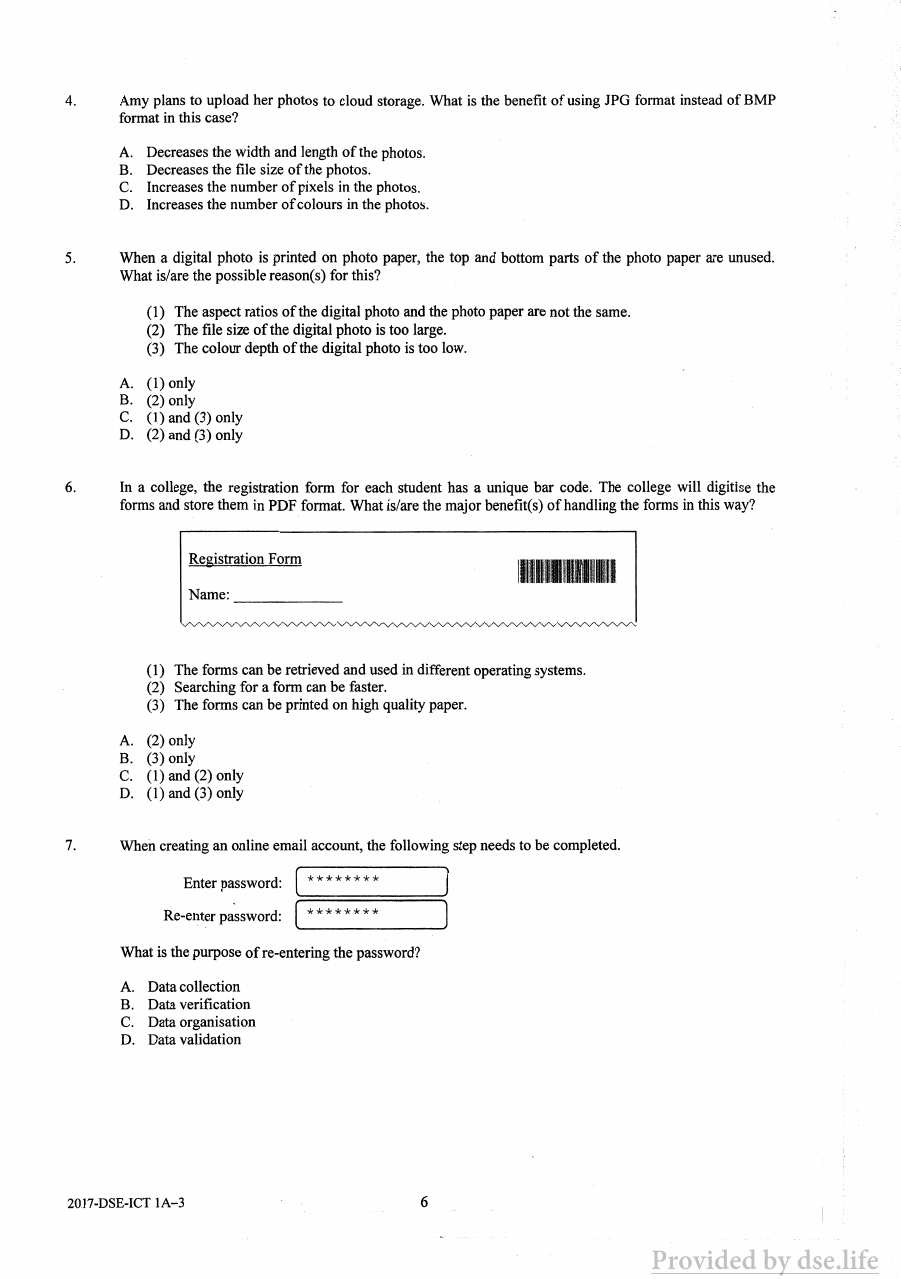 4. Amy plans to upload her photos to cloud storage. What is the benefit of using JPG format instead of BMP
format in this case?
A. Decreases the width and length of the photos.
B. Decreases the file size of the photos.
C. Increases the number of pixels in the photos.
D. Increases the number of colours in the photos.
5. When a digital photo is printed on photo paper, the top and bottom parts of the photo paper are unused.
What is/are the possible reason(s) for this?
(1) The aspect ratios of the digital photo and the photo paper are not the same.
(2) The file size of the digital photo is too large.
(3) The colour depth of the digital photo is too low.
A. (1) only
B. (2) only
C. (1) and (3) only
D. (2) and (3) only
6. In a college, the registration form for each student has a unique bar code. The college will digitise the
forms and store them in PDF format. What is/are the major benefit(s) of handling the forms in this way?
Registration Form
Name: _______________
(1) The forms can be retrieved and used in different operating systems.
(2) Searching for a form can be faster.
(3) The forms can be printed on high quality paper.
A. (2) only
B. (3) only
C. (1) and (2) only
D. (1) and (3) only
7. When creating an online email account, the following step needs to be completed.
Enter password: ********
Re-enter password: ********
What is the purpose of re-entering the password?
A. Data collection
B. Data verification
C. Data organisation
D. Data validation
2017-DSE-ICT 1A–3 6
Provided by dse.life